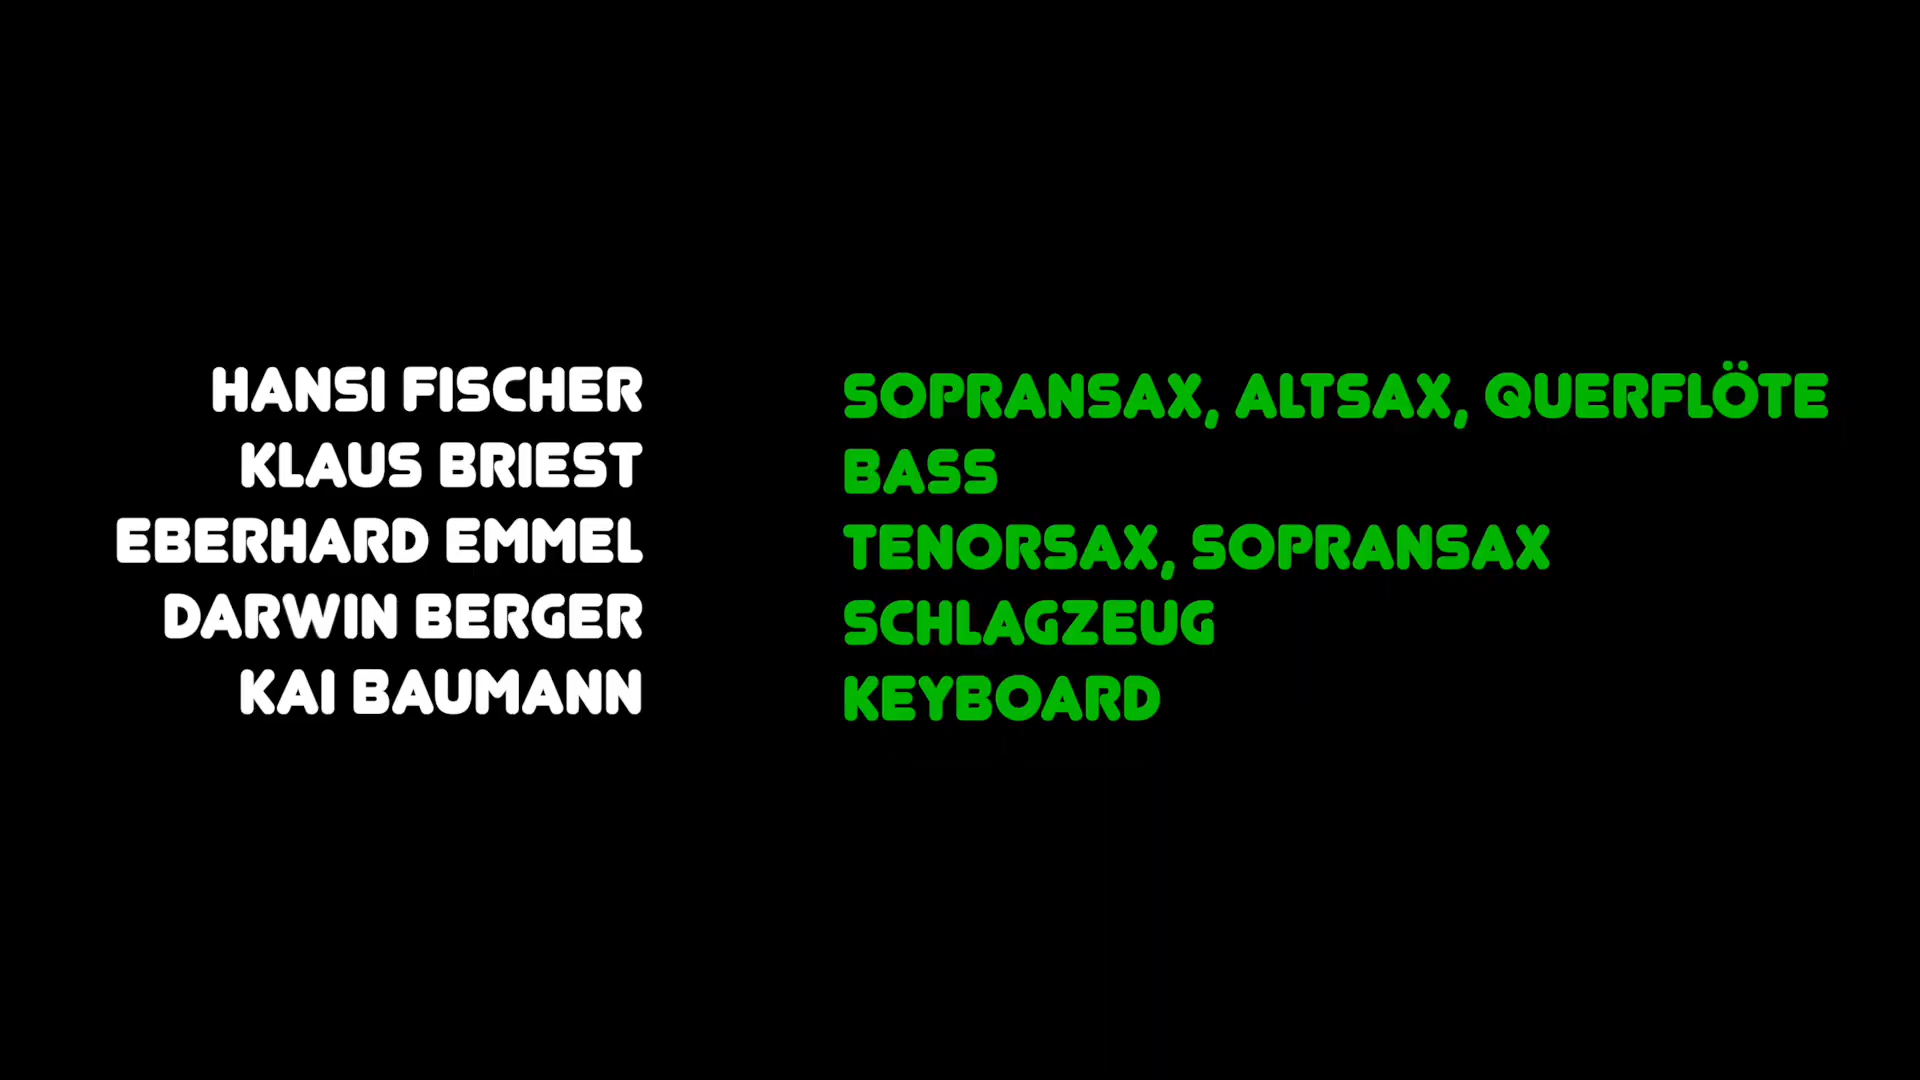 HANSI FISCHER SOPRANSAX, ALTSAX, QUERFLÖTE
KLAUS BRIEST BASS
EBERHARD EMMEL TENORSAX, SOPRANSAX
DARWIN BERGER SCHLAGZEUG
KAI BAUMANN KEYBOARD